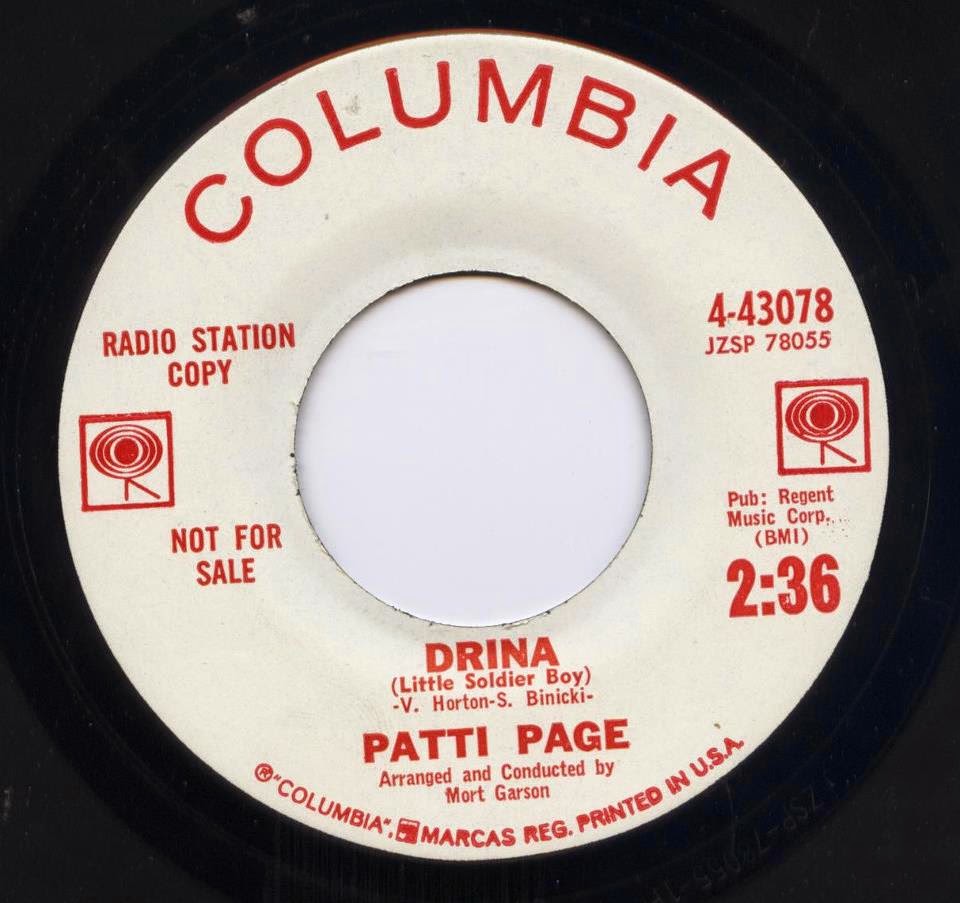 COLUMBIA
RADIO STATION
COPY
NOT FOR
SALE
4-43078
JZSP 78055
Pub: Regent
Music Corp.
(BMI)
2:36
DRINA
(Little Soldier Boy)
-V. Horton-S. Binicki-
PATTI PAGE
Arranged and Conducted by
Mort Garson
®"COLUMBIA", MARCAS REG. PRINTED IN U.S.A.